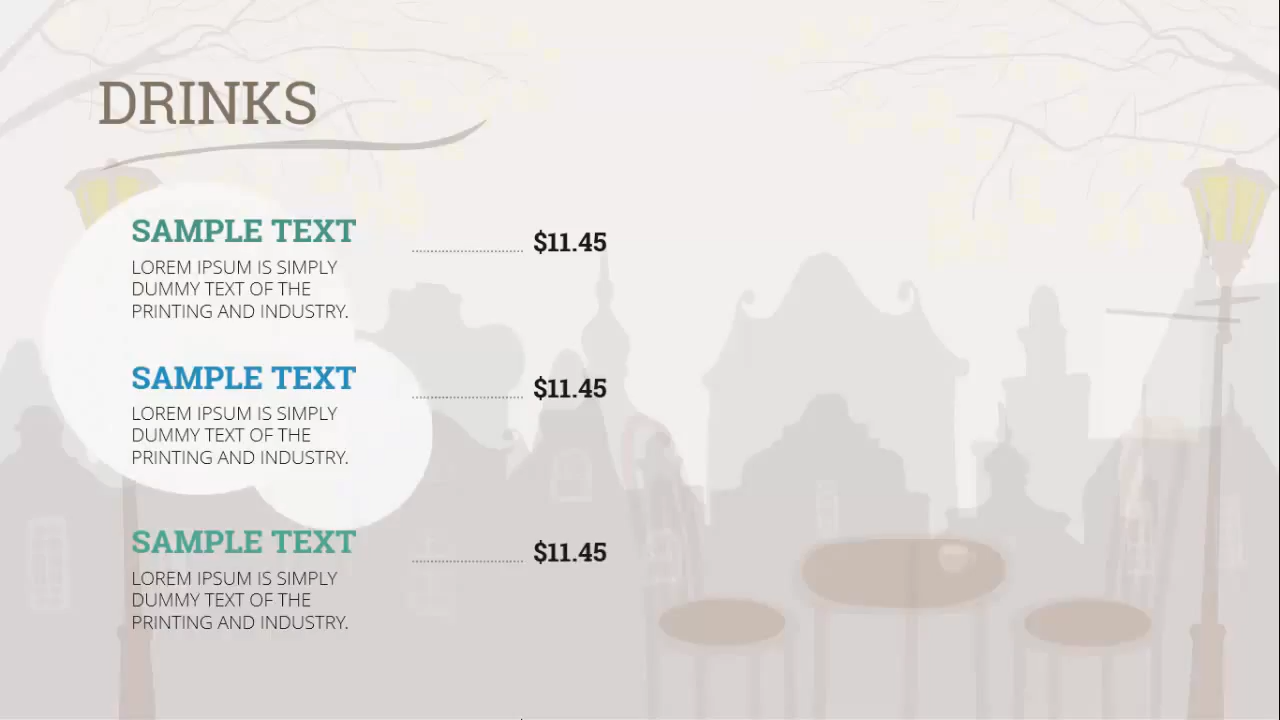 DRINKS
SAMPLE TEXT
$11.45
LOREM IPSUM IS SIMPLY
DUMMY TEXT OF THE
PRINTING AND INDUSTRY.
SAMPLE TEXT
$11.45
LOREM IPSUM IS SIMPLY
DUMMY TEXT OF THE
PRINTING AND INDUSTRY.
SAMPLE TEXT
$11.45
LOREM IPSUM IS SIMPLY
DUMMY TEXT OF THE
PRINTING AND INDUSTRY.